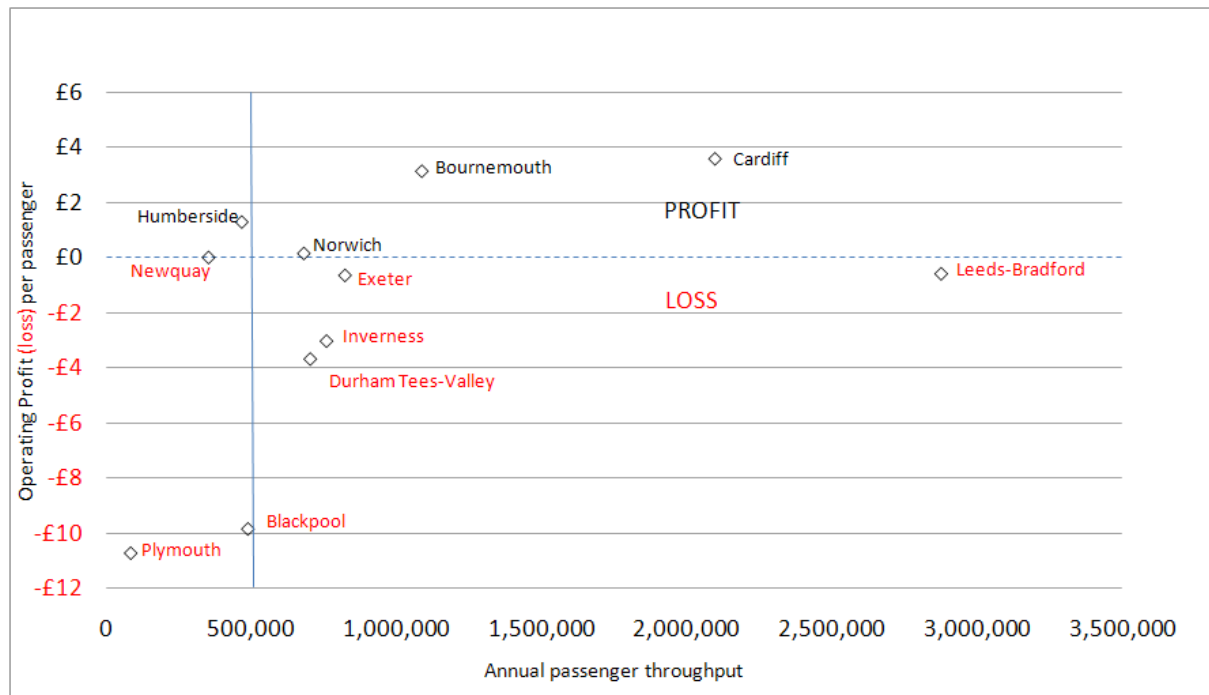 £6
£4
£2
£0
-£2
-£4
-£6
-£8
-£10
-£12
Operating Profit (loss) per passenger
Cardiff
Bournemouth
PROFIT
Humberside
Norwich
Newquay
Exeter
Leeds-Bradford
LOSS
Inverness
Durham Tees-Valley
Blackpool
Plymouth
0 500,000 1,000,000 1,500,000 2,000,000 2,500,000 3,000,000 3,500,000
Annual passenger throughput